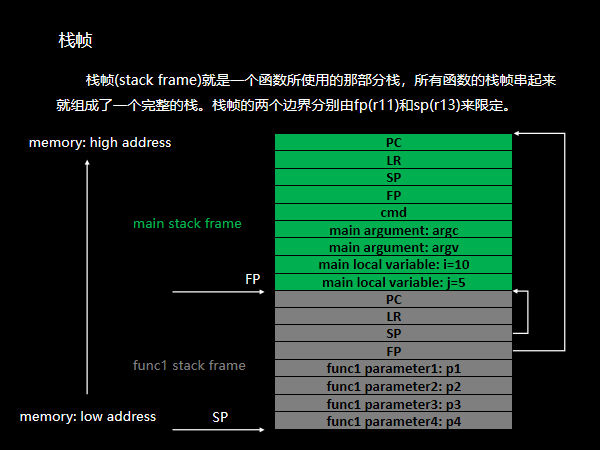 栈帧
栈帧(stack frame)就是一个函数所使用的那部分栈，所有函数的栈帧串起来
就组成了一个完整的栈。栈帧的两个边界分别由fp(r11)和sp(r13)来限定。
memory: high address
PC
LR
SP
FP
cmd
main stack frame
main argument: argc
main argument: argv
main local variable: i=10
FP
main local variable: j=5
PC
LR
SP
FP
func1 stack frame
func1 parameter1: p1
func1 parameter2: p2
func1 parameter3: p3
memory: low address
SP
func1 parameter4: p4